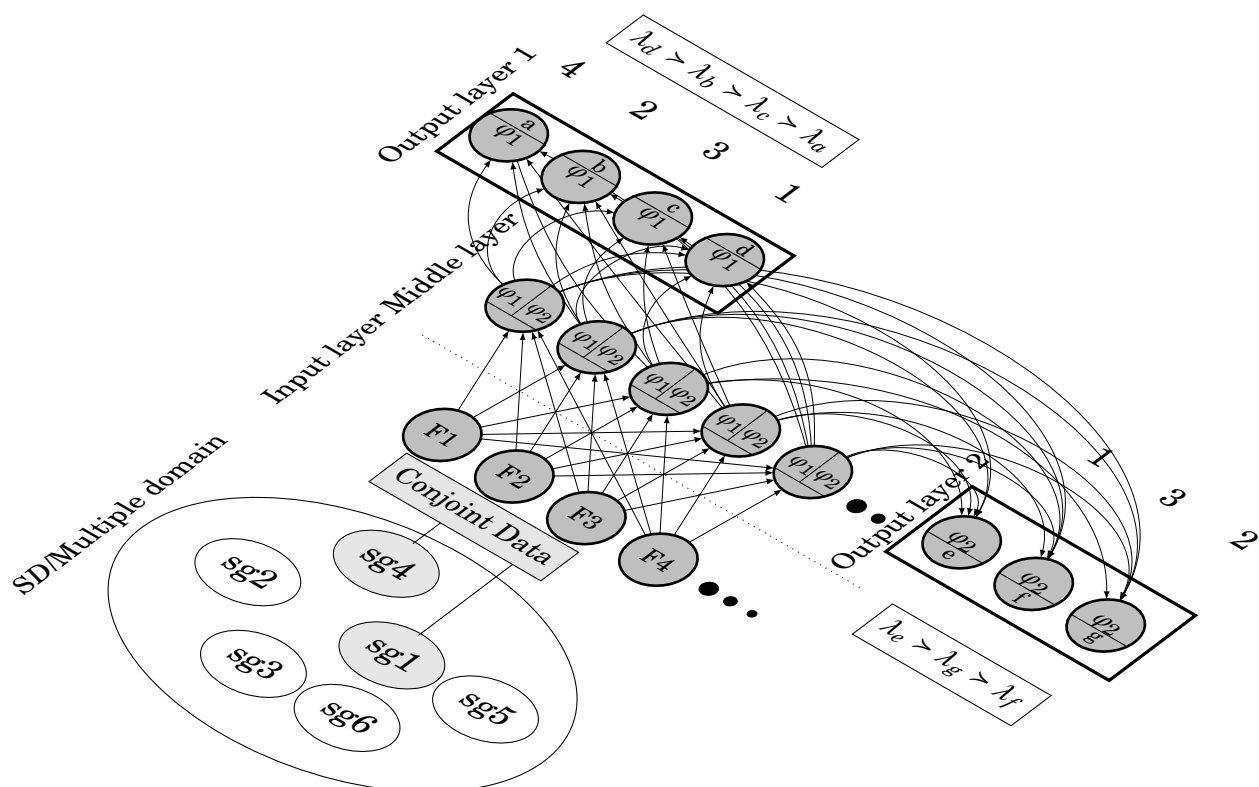 λd ≻ λb ≻ λc ≻ λa
4 2 3 1
Output layer 1
a φ1
b φ1
c φ1
d φ1
Input layer Middle layer
φ1 φ2
φ1 φ2
φ1 φ2
φ1 φ2
φ1 φ2
F1
F2
F3
F4
Conjoint Data
SD/Multiple domain
sg2
sg4
sg3
sg1
sg6
sg5
Output layer 2
1 3 2
φ2 e
φ2 f
φ2 g
λe ≻ λg ≻ λf